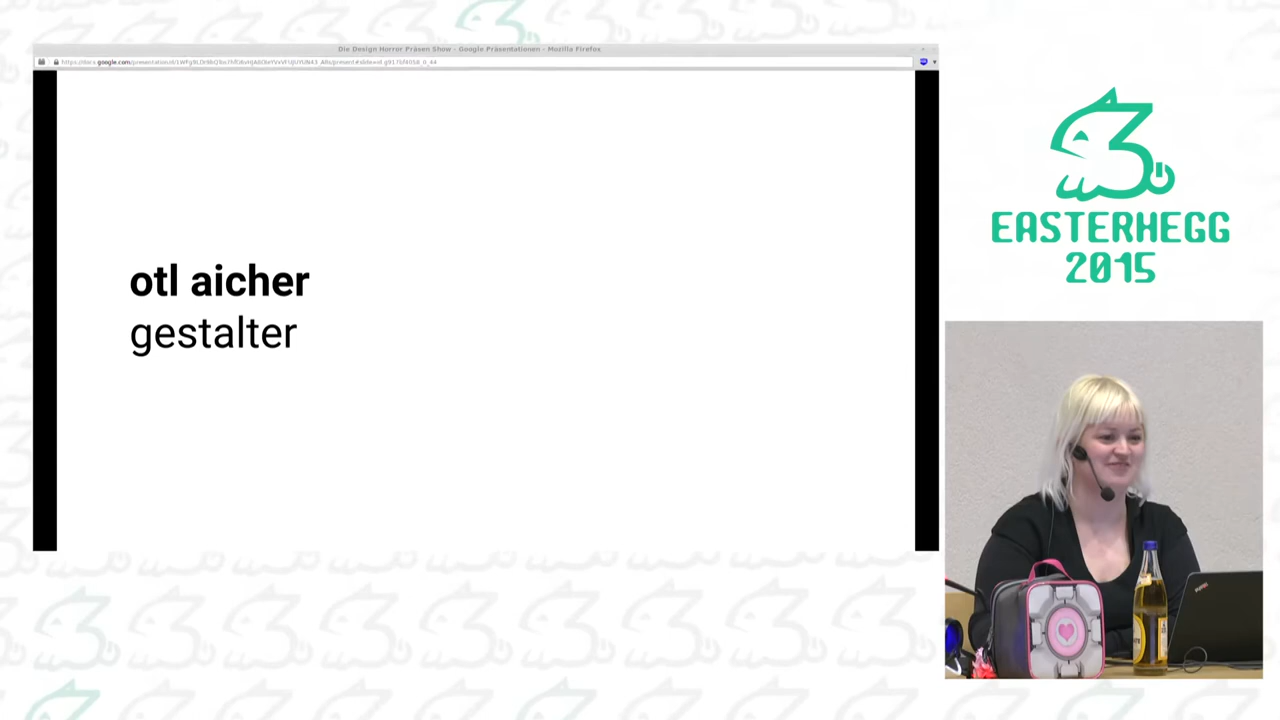 Die Design Horror Präsen Show - Google Präsentationen - Mozilla Firefox
otl aicher
gestalter
EASTERHEGG
2015